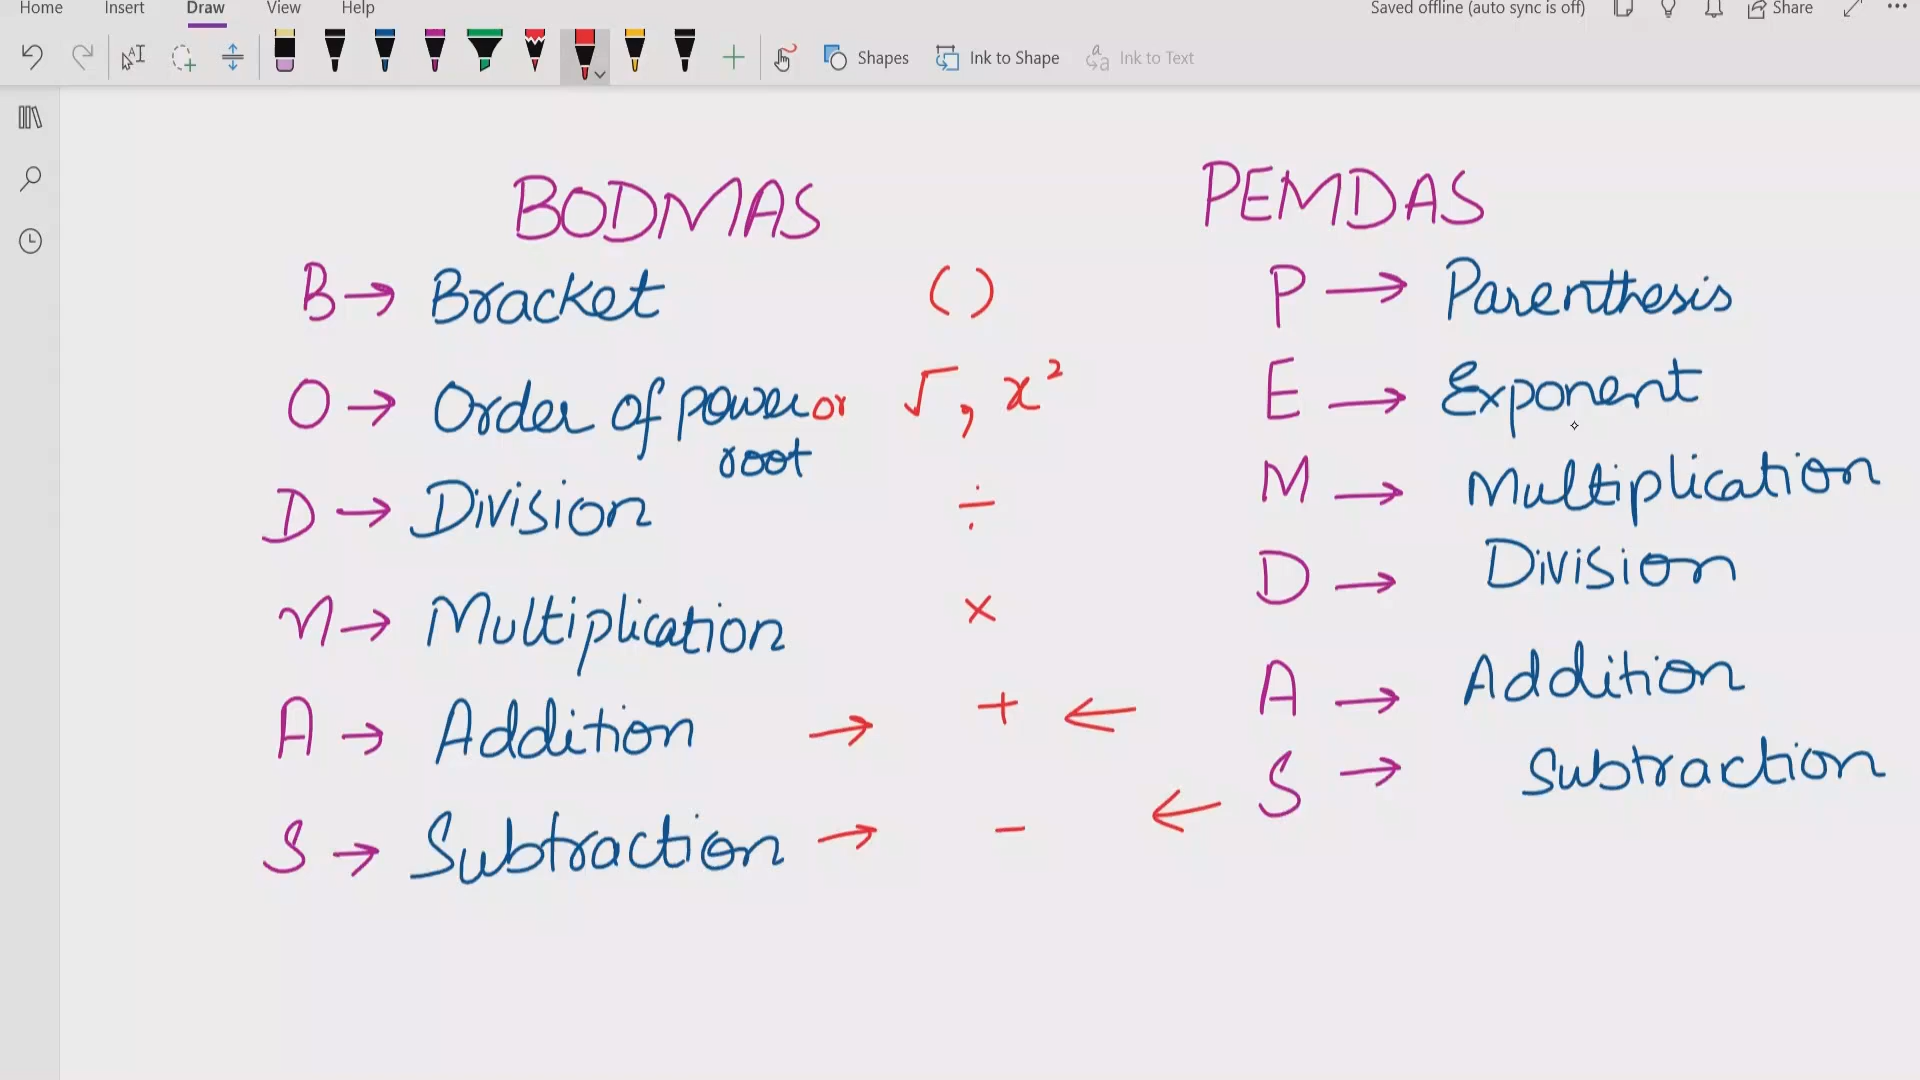 Home Insert Draw View Help Saved offline (auto sync is off) Share
Shapes Ink to Shape Ink to Text
BODMAS
B → Bracket ( )
O → Order of power or √ , x²
root
D → Division ÷
M → Multiplication ×
A → Addition → + ←
S → Subtraction → - ←
PEMDAS
P → Parenthesis
E → Exponent
M → Multiplication
D → Division
A → Addition
S → Subtraction